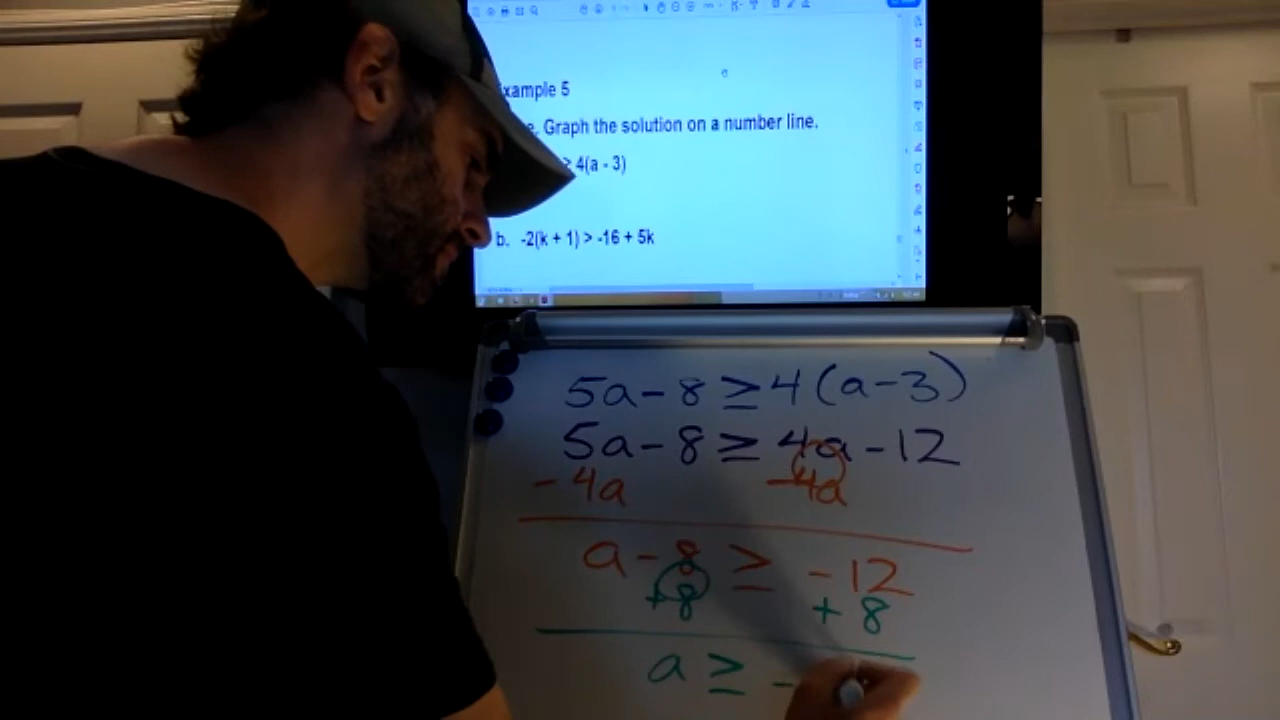 Example 5
Graph the solution on a number line.
≥ 4(a - 3)
b. -2(k + 1) > -16 + 5k
5a - 8 ≥ 4(a - 3)
5a - 8 ≥ 4a - 12
- 4a - 4a
a - 8 ≥ - 12
+ 8 + 8
a ≥ -